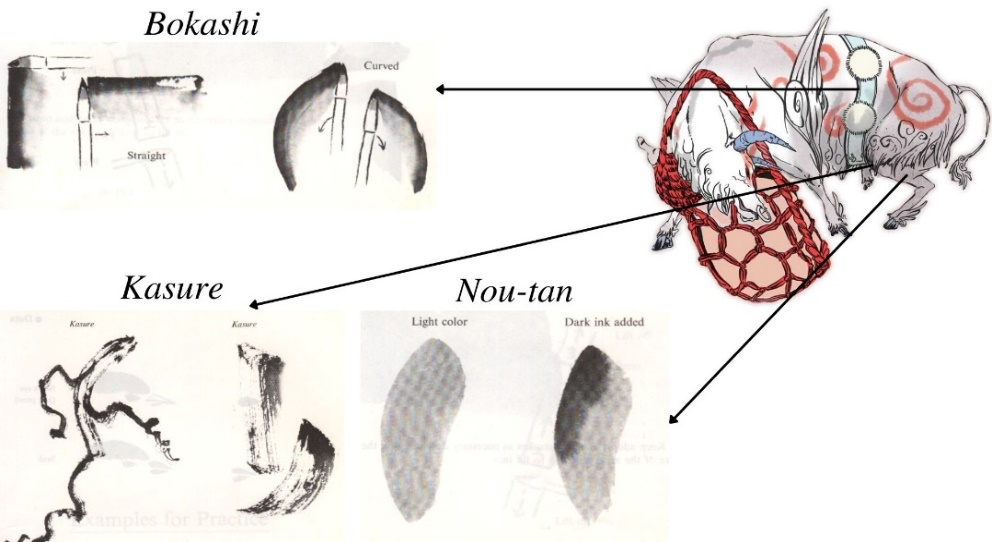 Bokashi
Straight
Curved
Kasure
Kasure
Kasure
Nou-tan
Light color
Dark ink added
Examples for Practice